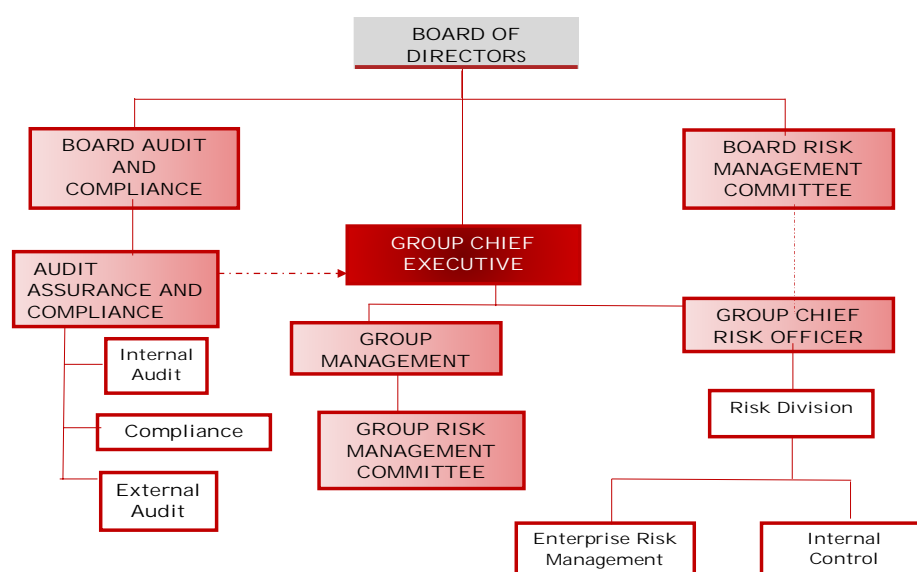 BOARD OF
DIRECTORS
BOARD AUDIT
AND
COMPLIANCE
BOARD RISK
MANAGEMENT
COMMITTEE
GROUP CHIEF
EXECUTIVE
AUDIT
ASSURANCE AND
COMPLIANCE
GROUP
MANAGEMENT
GROUP CHIEF
RISK OFFICER
Internal
Audit
Risk Division
Compliance
GROUP RISK
MANAGEMENT
COMMITTEE
External
Audit
Enterprise Risk
Management
Internal
Control